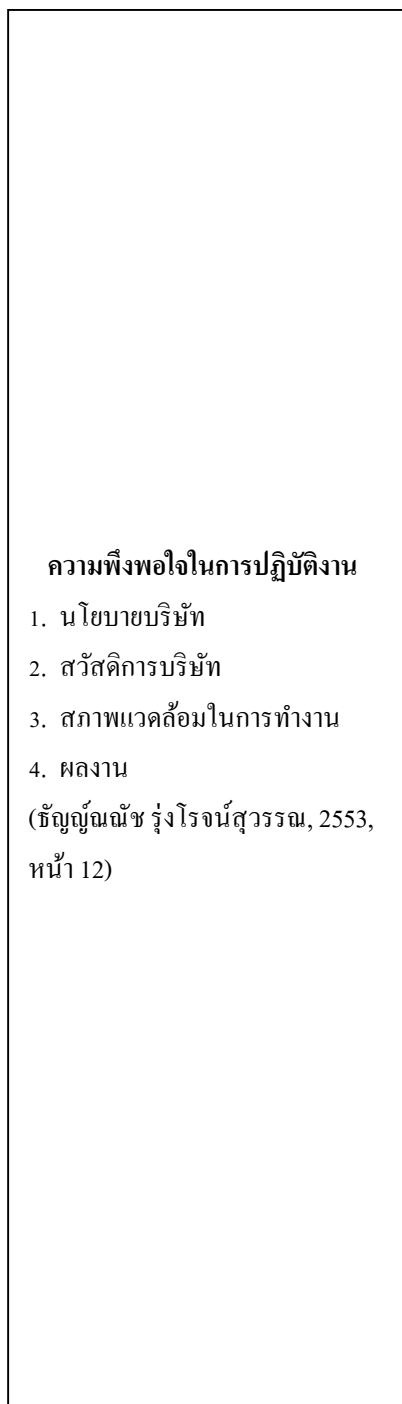 ความพึงพอใจในการปฏิบัติงาน
1. นโยบายบริษัท
2. สวัสดิการบริษัท
3. สภาพแวดล้อมในการทำงาน
4. ผลงาน
(ธัญญ์ณณัช รุ่งโรจน์สุวรรณ, 2553,
หน้า 12)